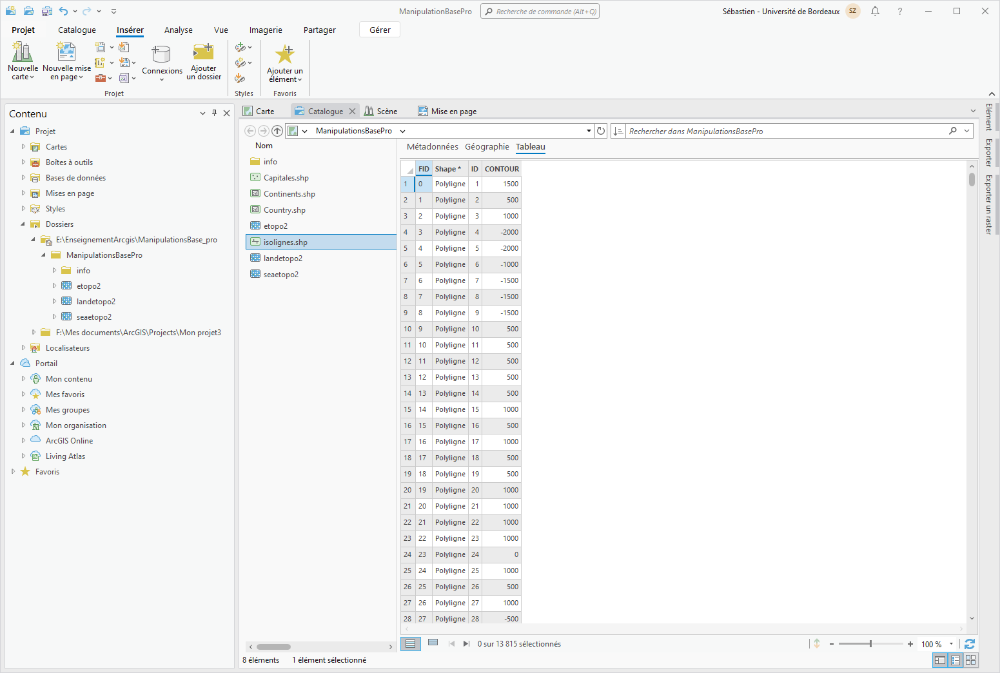 ManipulationBasePro
Recherche de commande (Alt+Q)
Sébastien - Université de Bordeaux
SZ
?
Projet
Catalogue
Insérer
Analyse
Vue
Imagerie
Partager
Gérer
Nouvelle
carte
Nouvelle mise
en page
Connexions
Ajouter
un dossier
Ajouter un
élément
Projet
Styles
Favoris
Contenu
Projet
Cartes
Boîtes à outils
Bases de données
Mises en page
Styles
Dossiers
E:\EnseignementArcgis\ManipulationsBase_pro
ManipulationsBasePro
info
etopo2
landetopo2
seaetopo2
F:\Mes documents\ArcGIS\Projects\Mon projet3
Localisateurs
Portail
Mon contenu
Mes favoris
Mes groupes
Mon organisation
ArcGIS Online
Living Atlas
Favoris
Carte
Catalogue
Scène
Mise en page
ManipulationsBasePro
Rechercher dans ManipulationsBasePro
Nom
info
Capitales.shp
Continents.shp
Country.shp
etopo2
isolignes.shp
landetopo2
seaetopo2
Métadonnées Géographie Tableau
FID Shape * ID CONTOUR
1 0 Polyligne 1 1500
2 1 Polyligne 2 500
3 2 Polyligne 3 1000
4 3 Polyligne 4 -2000
5 4 Polyligne 5 -2000
6 5 Polyligne 6 -1000
7 6 Polyligne 7 -1500
8 7 Polyligne 8 -1500
9 8 Polyligne 9 -1500
10 9 Polyligne 10 500
11 10 Polyligne 11 500
12 11 Polyligne 12 500
13 12 Polyligne 13 500
14 13 Polyligne 14 500
15 14 Polyligne 15 1000
16 15 Polyligne 16 500
17 16 Polyligne 17 1000
18 17 Polyligne 18 500
19 18 Polyligne 19 500
20 19 Polyligne 20 1000
21 20 Polyligne 21 1000
22 21 Polyligne 22 1000
23 22 Polyligne 23 1000
24 23 Polyligne 24 0
25 24 Polyligne 25 1000
26 25 Polyligne 26 500
27 26 Polyligne 27 1000
28 27 Polyligne 28 -500
0 sur 13 815 sélectionnés
100 %
8 éléments
1 élément sélectionné
Elément
Exporter
Exporter un raster